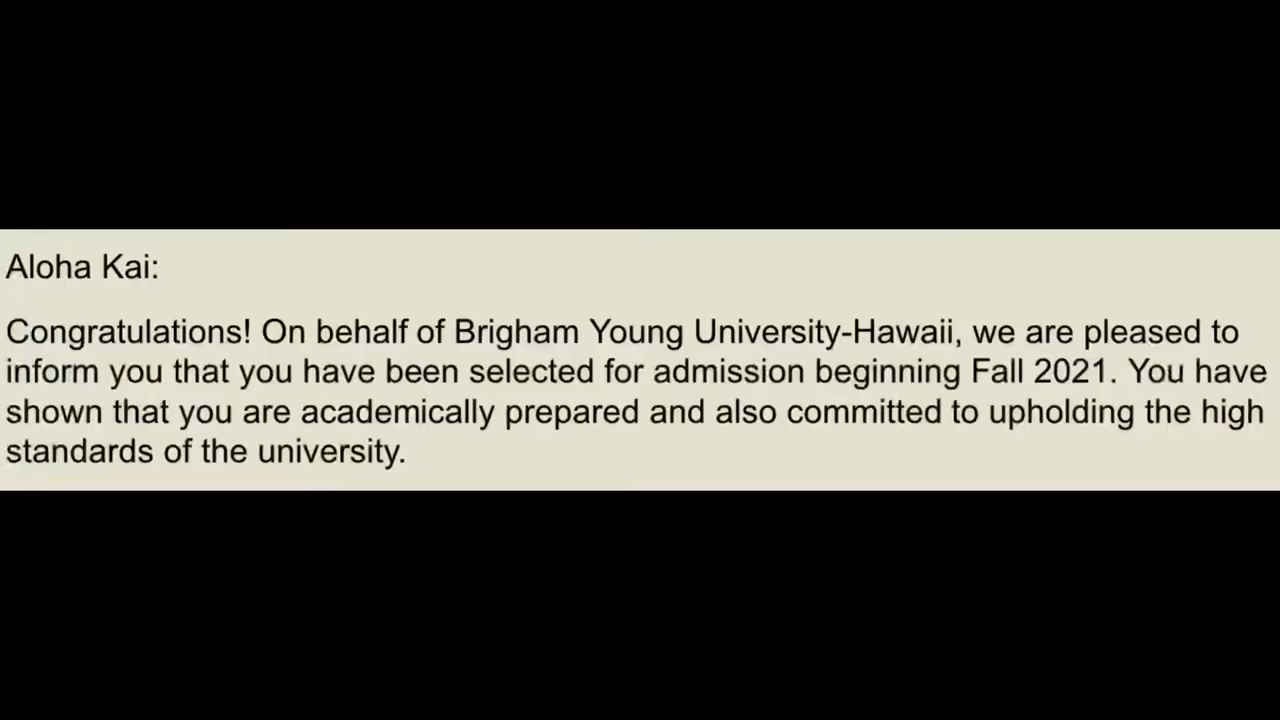 Aloha Kai:
Congratulations! On behalf of Brigham Young University-Hawaii, we are pleased to
inform you that you have been selected for admission beginning Fall 2021. You have
shown that you are academically prepared and also committed to upholding the high
standards of the university.